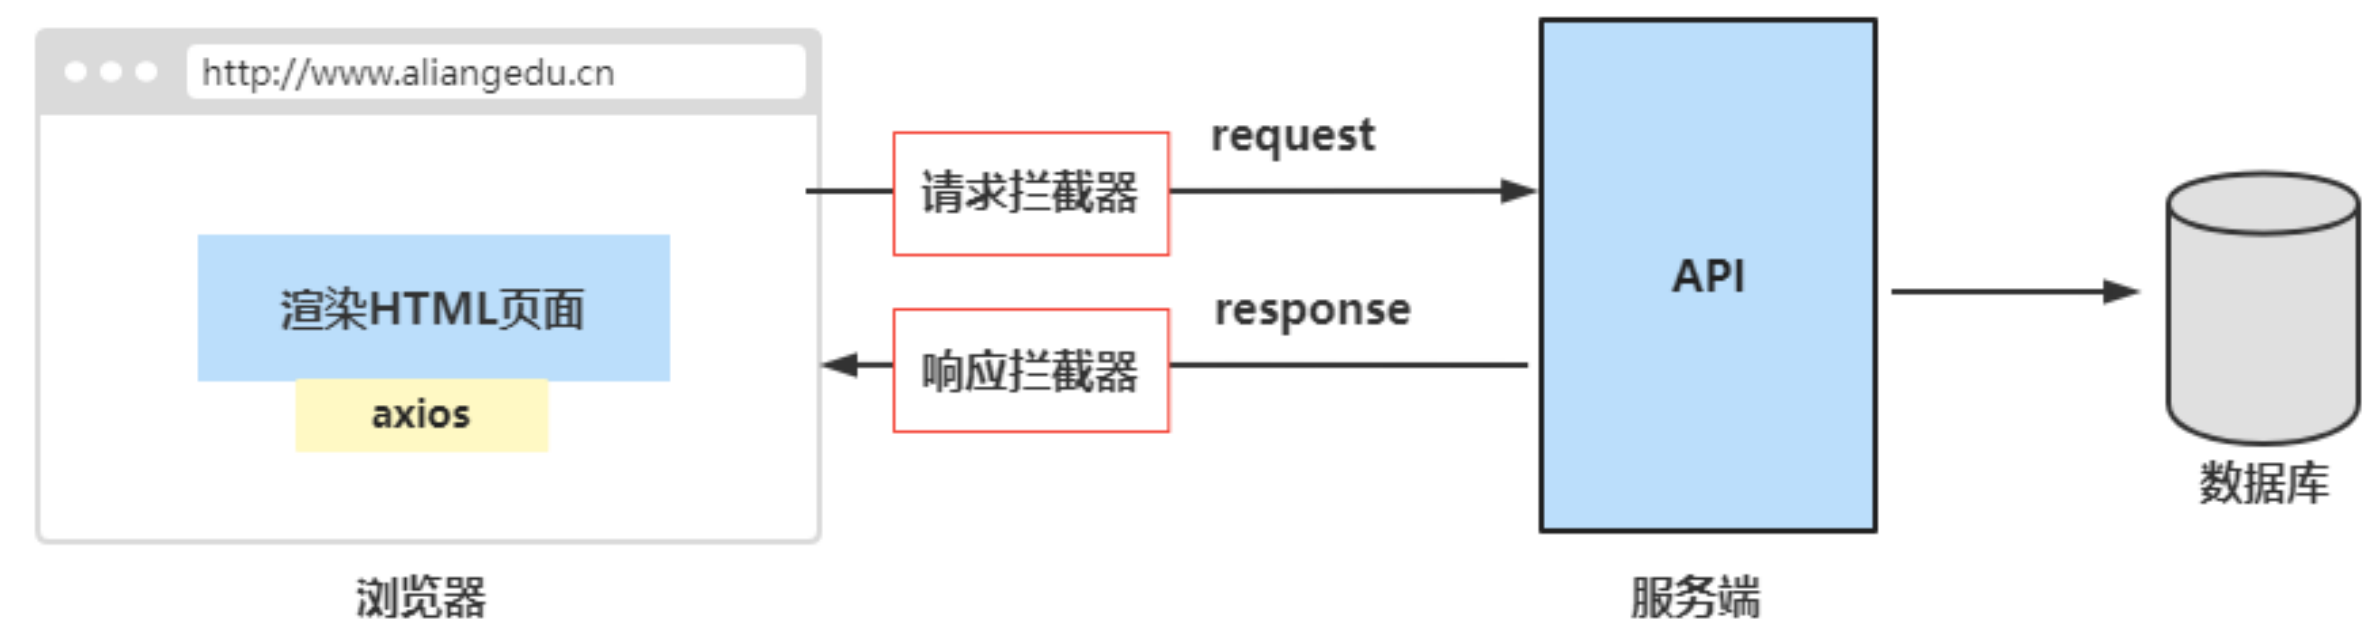 http://www.aliangedu.cn
request
请求拦截器
API
渲染HTML页面
response
响应拦截器
axios
数据库
浏览器
服务端